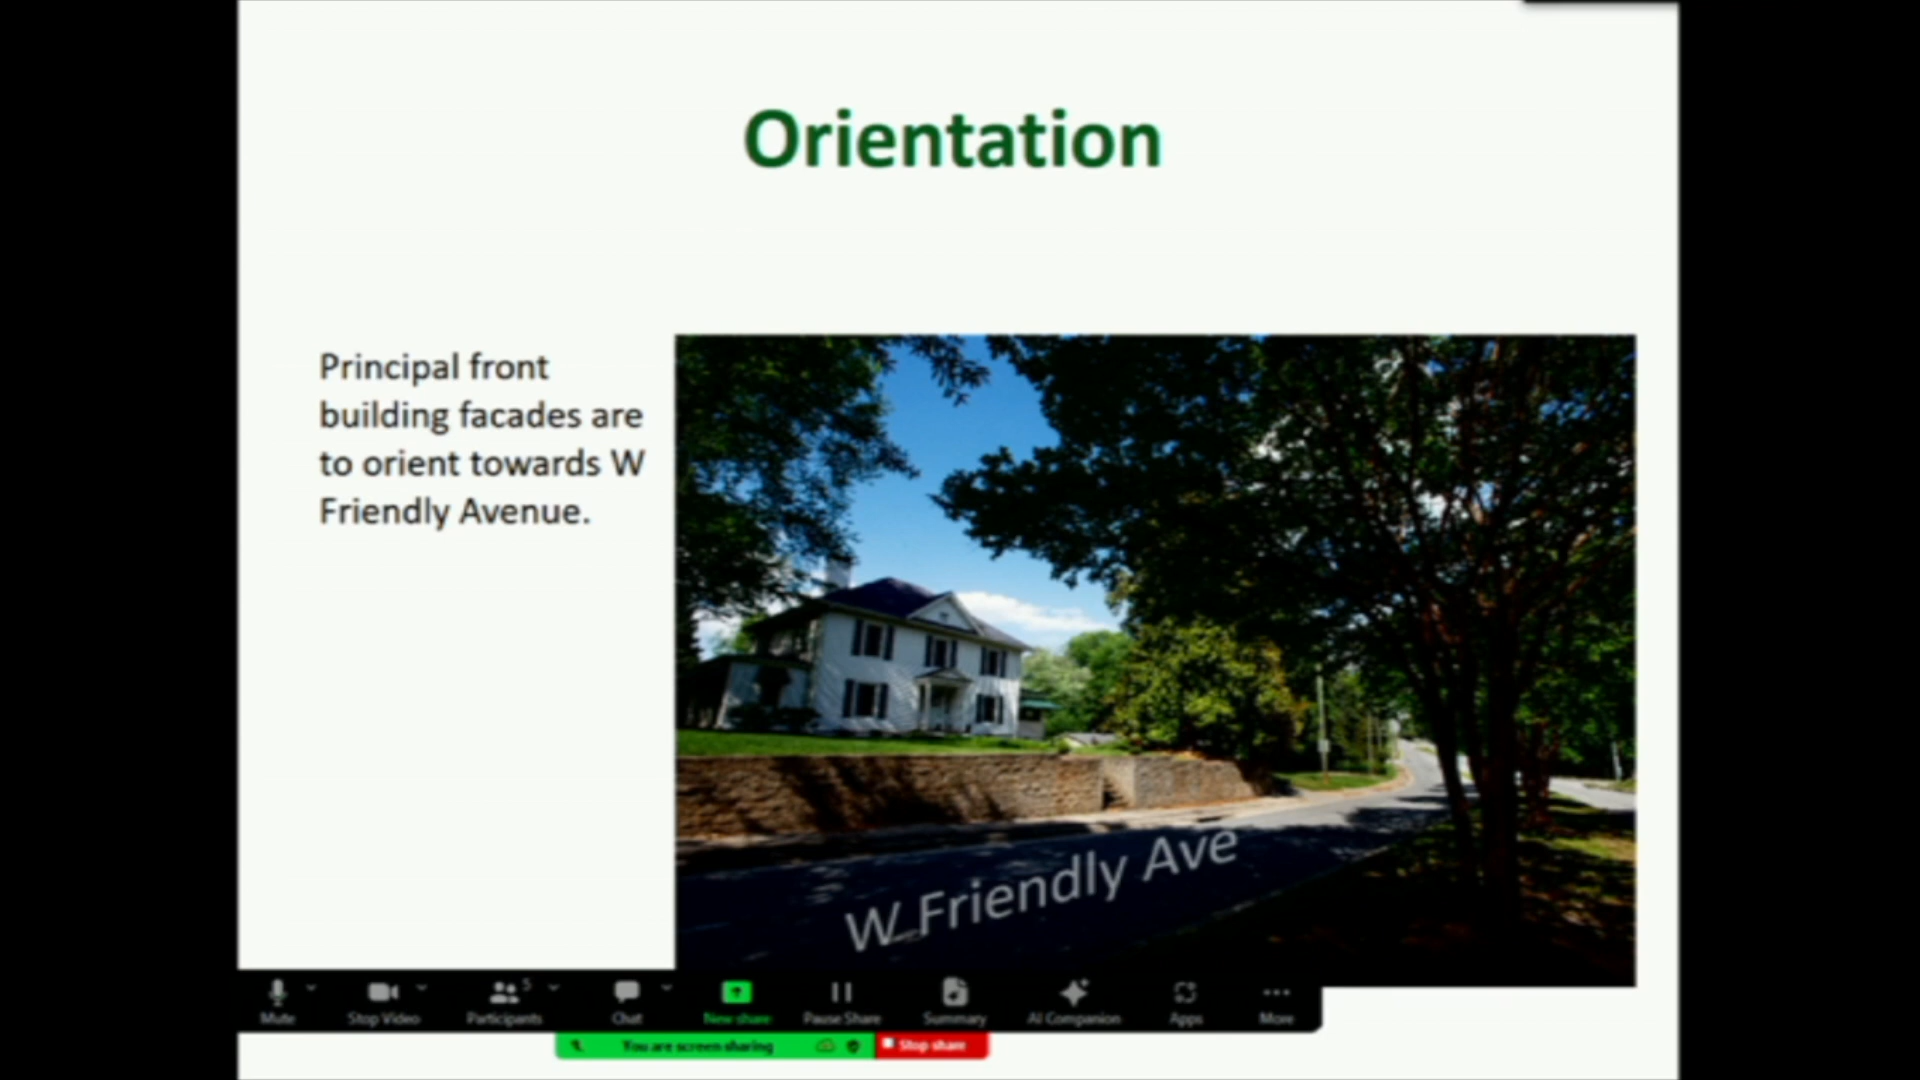 Orientation
Principal front
building facades are
to orient towards W
Friendly Avenue.
W Friendly Ave
5
Mute
Stop Video
Participants
Chat
New share
Pause Share
Summary
AI Companion
Apps
More
You are screen sharing
Stop share